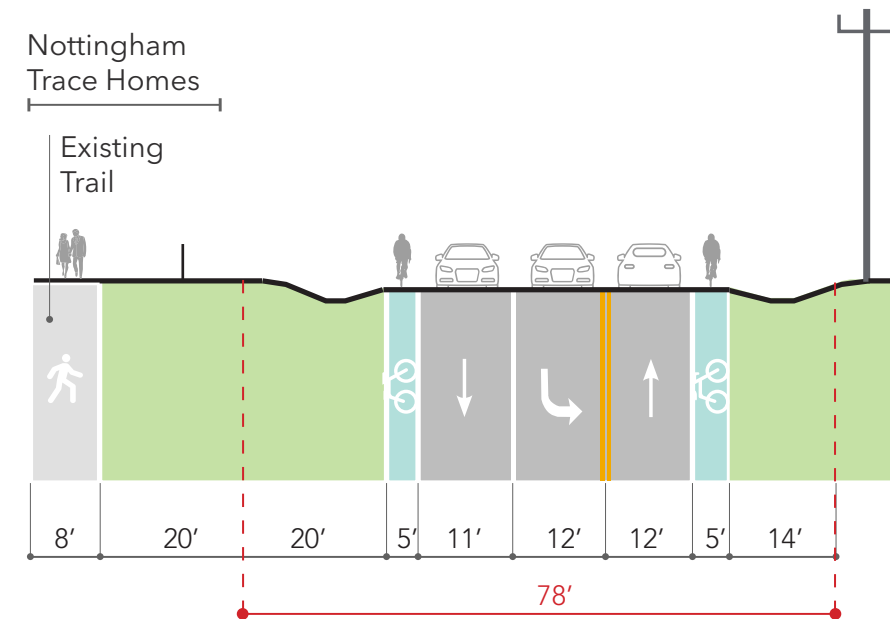 Nottingham
Trace Homes
Existing
Trail
8’ 20’ 20’ 5’ 11’ 12’ 12’ 5’ 14’
78’